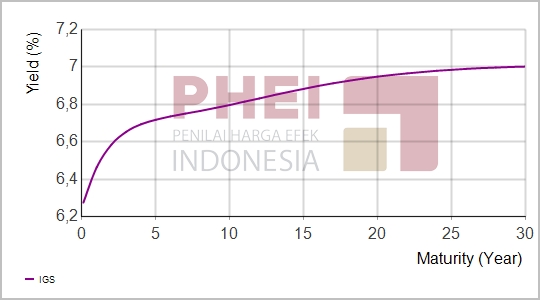 7,2
7
6,8
6,6
6,4
6,2
Yield (%)
PHEI
PENILAI HARGA EFEK
INDONESIA
0 5 10 15 20 25 30
Maturity (Year)
IGS